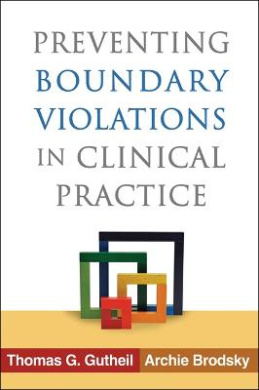 PREVENTING
BOUNDARY
VIOLATIONS
IN CLINICAL
PRACTICE
Thomas G. Gutheil Archie Brodsky